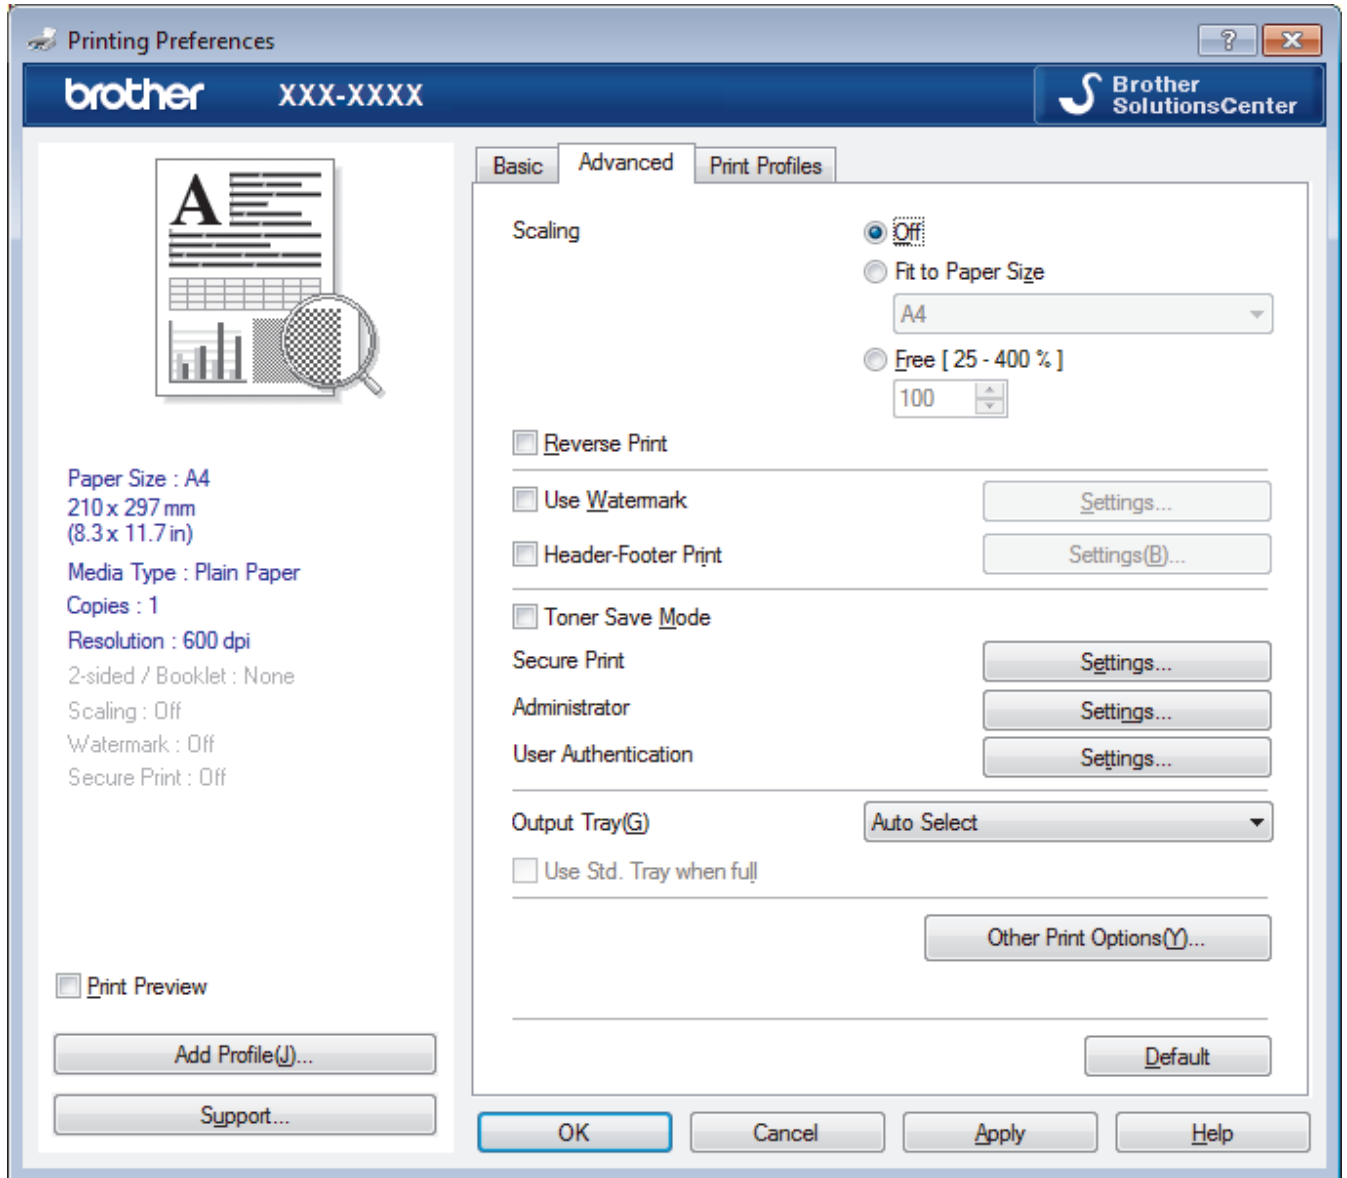 Printing Preferences
brother XXX-XXXX
Brother
SolutionsCenter
A
Paper Size : A4
210 x 297 mm
(8.3 x 11.7 in)
Media Type : Plain Paper
Copies : 1
Resolution : 600 dpi
2-sided / Booklet : None
Scaling : Off
Watermark : Off
Secure Print : Off
Print Preview
Add Profile(J)...
Support...
Basic Advanced Print Profiles
Scaling Off
Fit to Paper Size
A4
Free [ 25 - 400 % ]
100
Reverse Print
Use Watermark Settings...
Header-Footer Print Settings(B)...
Toner Save Mode
Secure Print Settings...
Administrator Settings...
User Authentication Settings...
Output Tray(G) Auto Select
Use Std. Tray when full
Other Print Options(Y)...
Default
OK Cancel Apply Help